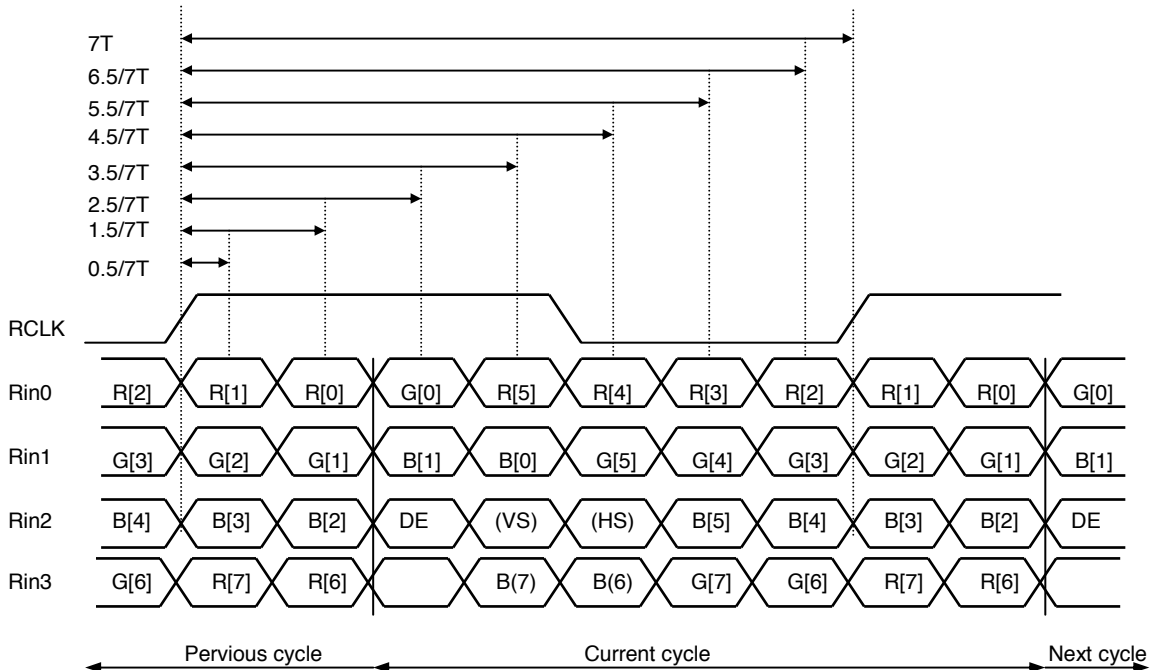 7T
6.5/7T
5.5/7T
4.5/7T
3.5/7T
2.5/7T
1.5/7T
0.5/7T
RCLK
Rin0 R[2] R[1] R[0] G[0] R[5] R[4] R[3] R[2] R[1] R[0] G[0]
Rin1 G[3] G[2] G[1] B[1] B[0] G[5] G[4] G[3] G[2] G[1] B[1]
Rin2 B[4] B[3] B[2] DE (VS) (HS) B[5] B[4] B[3] B[2] DE
Rin3 G[6] R[7] R[6] B(7) B(6) G[7] G[6] R[7] R[6]
Pervious cycle Current cycle Next cycle